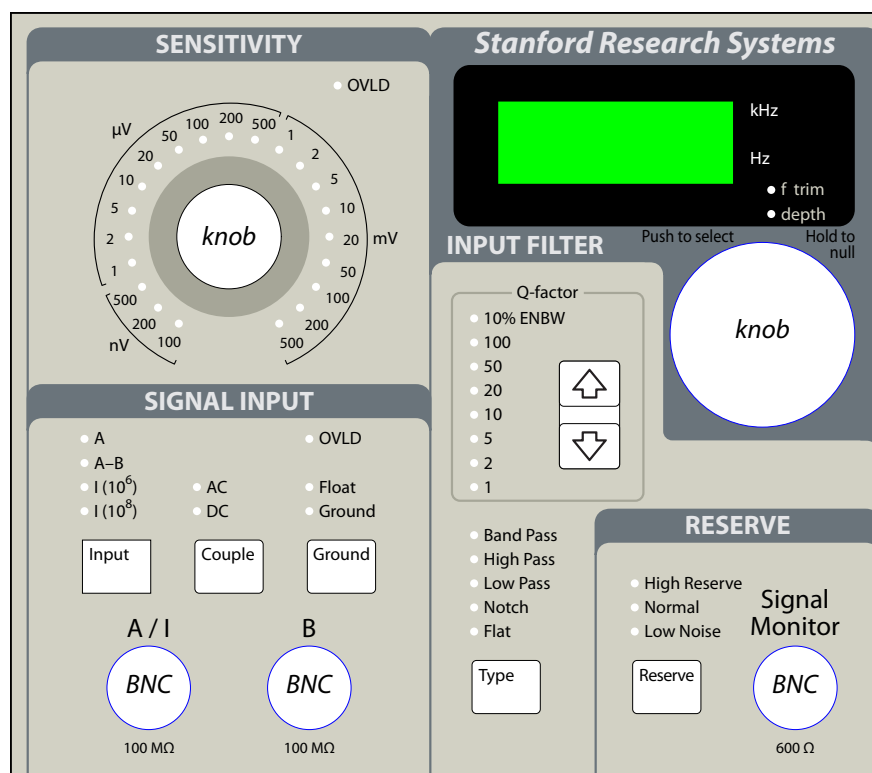 SENSITIVITY
OVLD
µV
nV
mV
100
200
500
1
2
5
10
20
50
100
200
500
1
2
5
10
20
50
100
200
500
knob
Stanford Research Systems
kHz
Hz
f trim
depth
Push to select
Hold to
null
knob
INPUT FILTER
Q-factor
10% ENBW
100
50
20
10
5
2
1
Band Pass
High Pass
Low Pass
Notch
Flat
Type
SIGNAL INPUT
A
A–B
I (10⁶)
I (10⁸)
AC
DC
OVLD
Float
Ground
Input
Couple
Ground
A / I
B
BNC
BNC
100 MΩ
100 MΩ
RESERVE
High Reserve
Normal
Low Noise
Reserve
Signal
Monitor
BNC
600 Ω